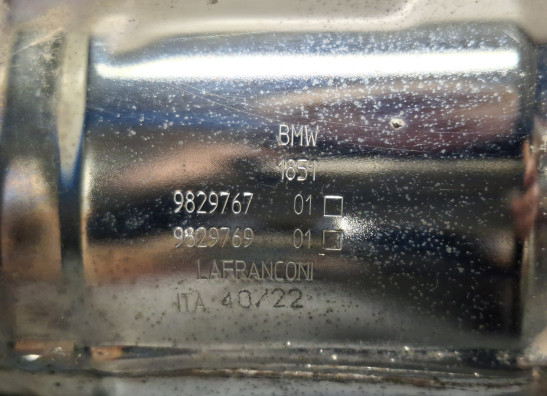 BMW
1851
9829767 01
9829769 01
LAFRANCONI
ITA 40/22